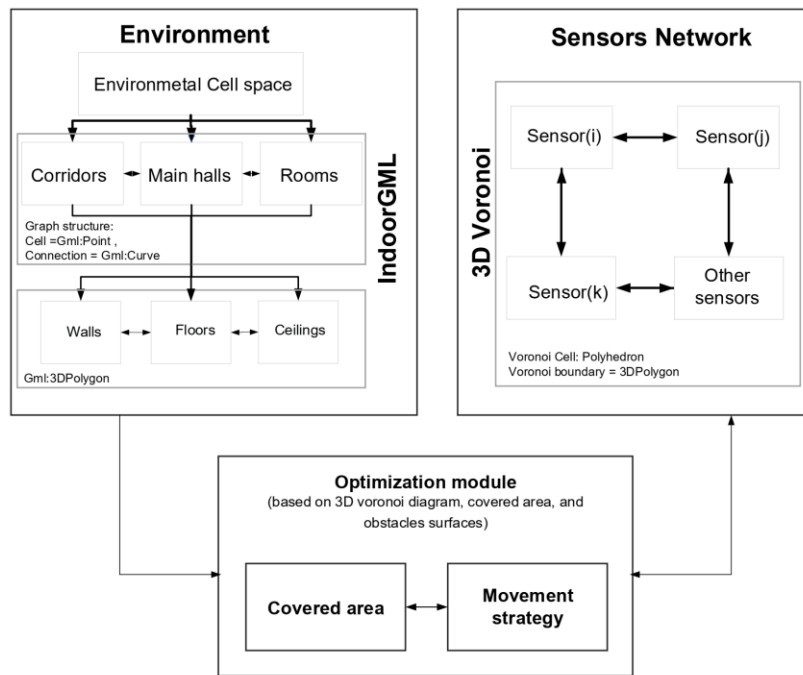 Environment
Environmetal Cell space
Corridors
Main halls
Rooms
Graph structure:
Cell =Gml:Point ,
Connection = Gml:Curve
Walls
Floors
Ceilings
Gml:3DPolygon
IndoorGML
Sensors Network
3D Voronoi
Sensor(i)
Sensor(j)
Sensor(k)
Other
sensors
Voronoi Cell: Polyhedron
Voronoi boundary = 3DPolygon
Optimization module
(based on 3D voronoi diagram, covered area, and
obstacles surfaces)
Covered area
Movement
strategy